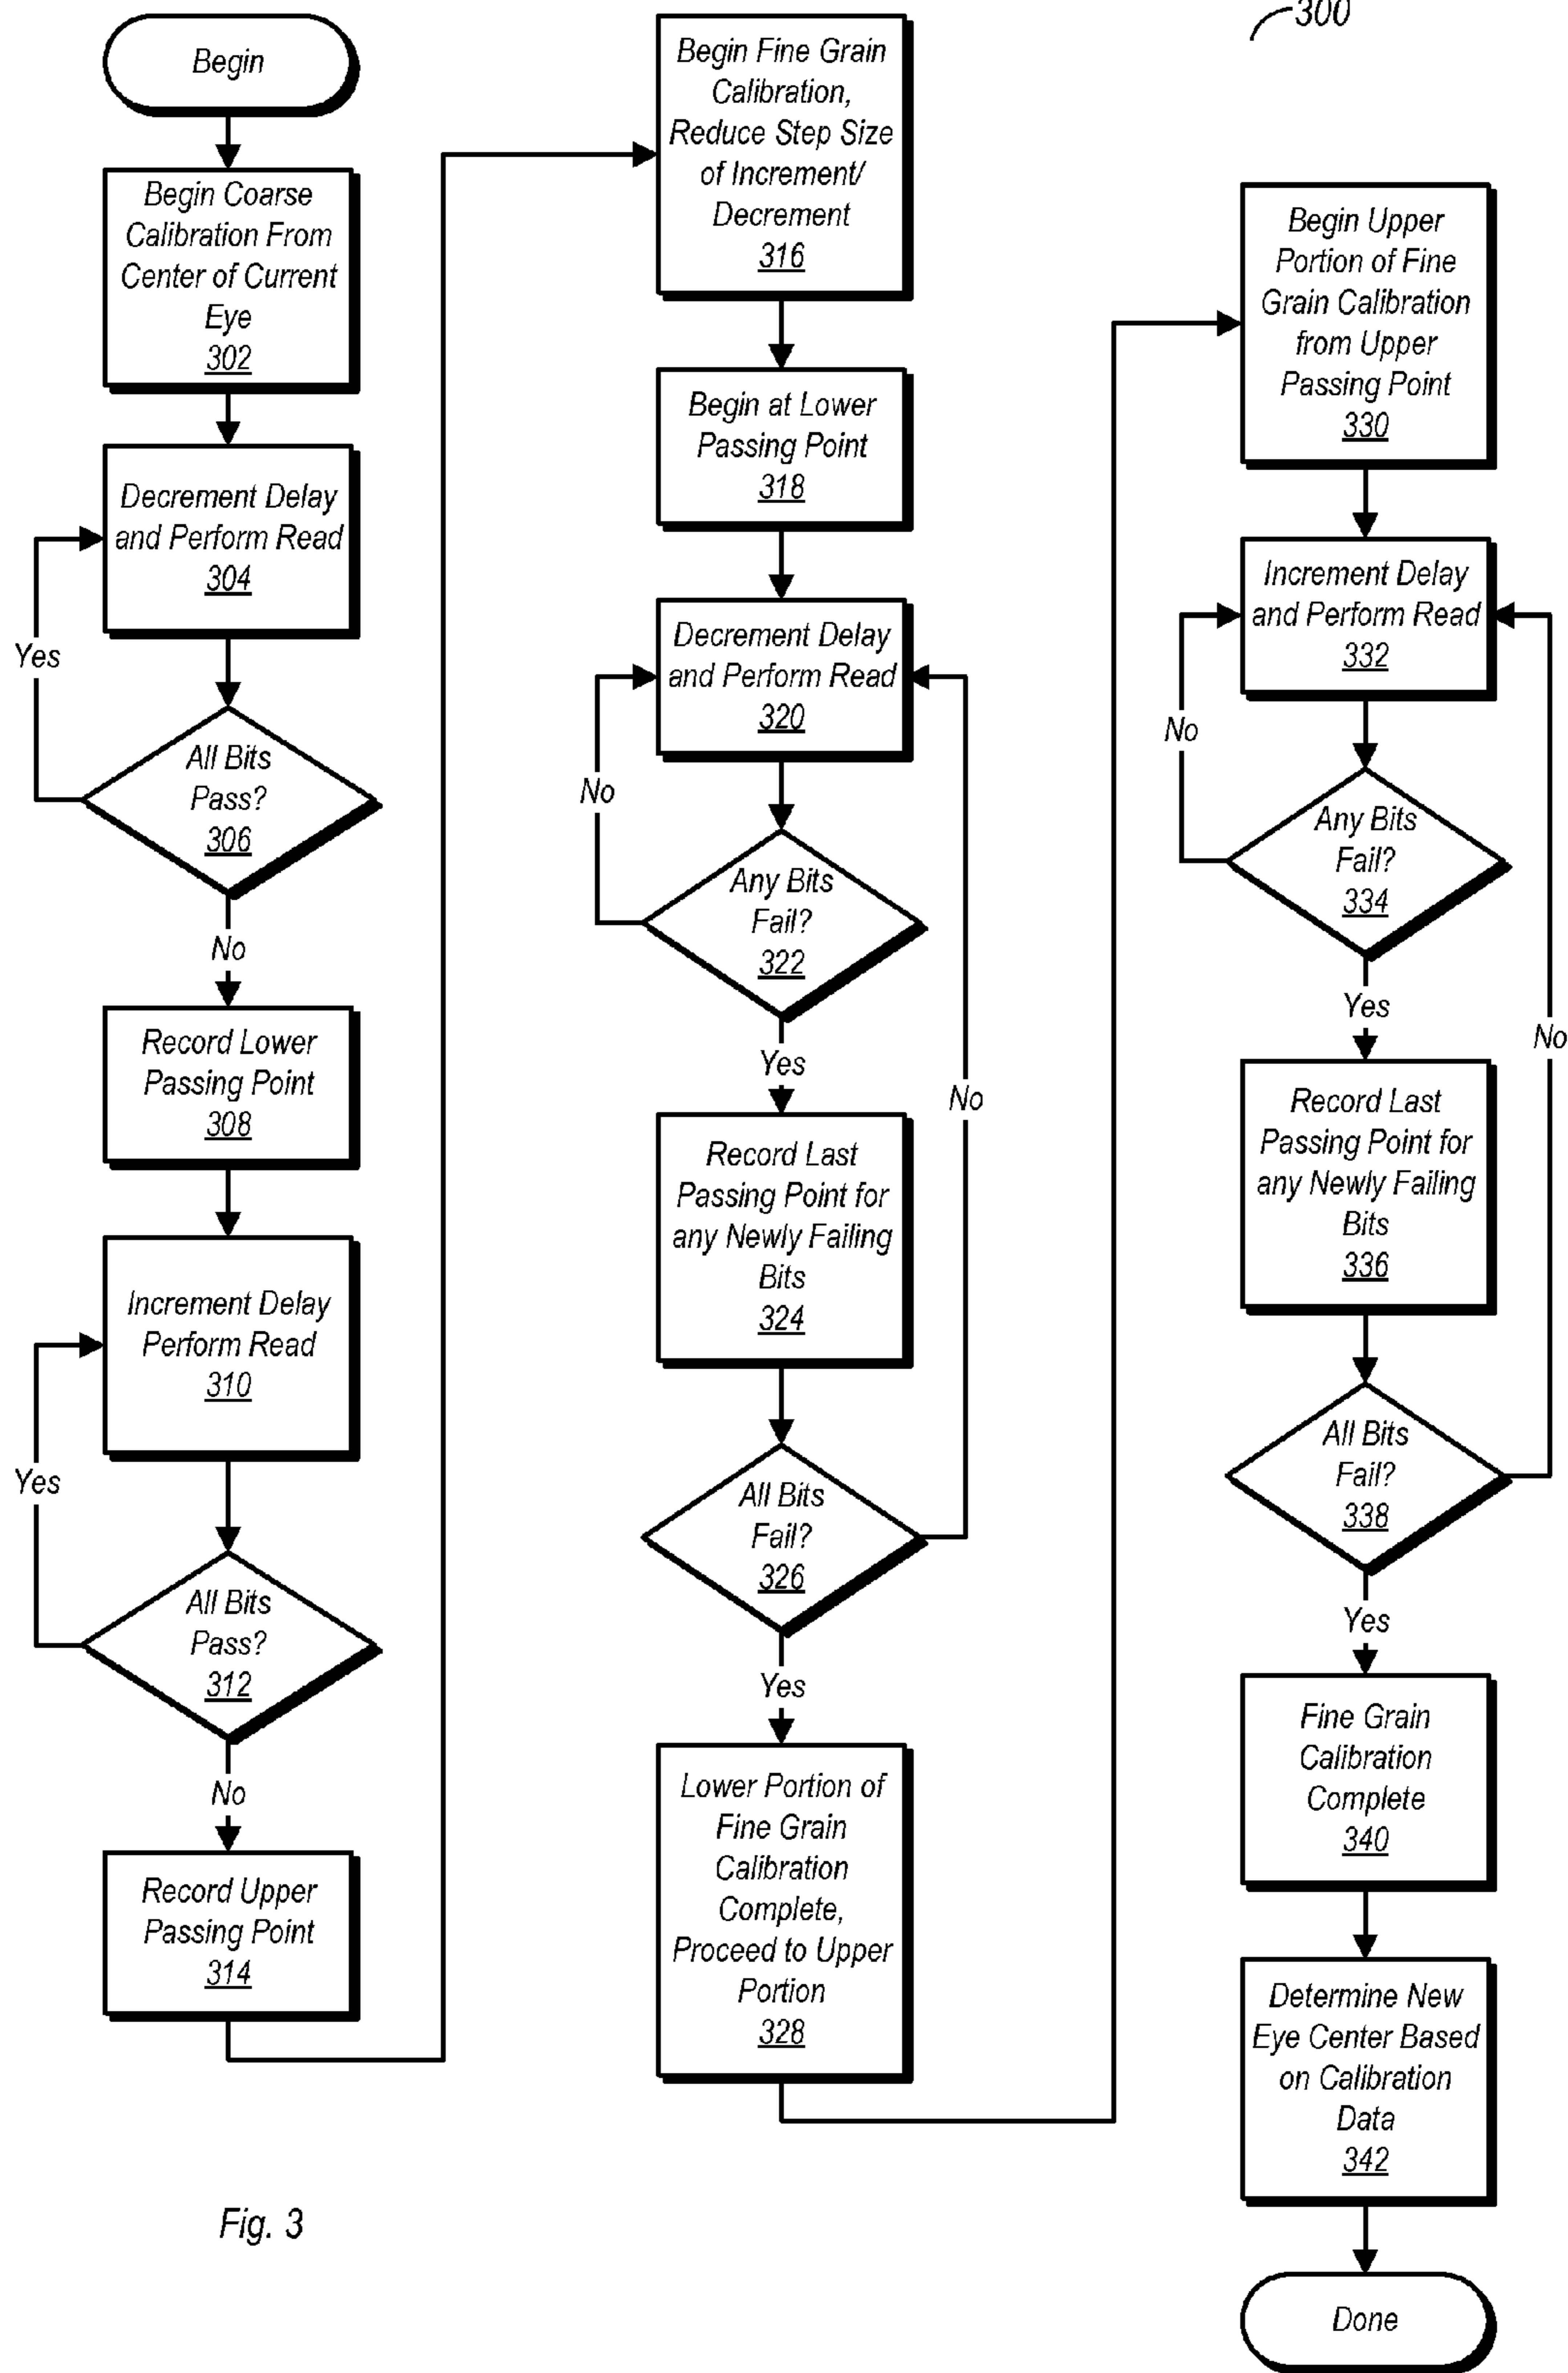 300
Begin
Begin Coarse
Calibration From
Center of Current
Eye
302
Decrement Delay
and Perform Read
304
Yes
All Bits
Pass?
306
No
Record Lower
Passing Point
308
Increment Delay
Perform Read
310
Yes
All Bits
Pass?
312
No
Record Upper
Passing Point
314
Begin Fine Grain
Calibration,
Reduce Step Size
of Increment/
Decrement
316
Begin at Lower
Passing Point
318
Decrement Delay
and Perform Read
320
No
Any Bits
Fail?
322
Yes
No
Record Last
Passing Point for
any Newly Failing
Bits
324
All Bits
Fail?
326
Yes
Lower Portion of
Fine Grain
Calibration
Complete,
Proceed to Upper
Portion
328
Begin Upper
Portion of Fine
Grain Calibration
from Upper
Passing Point
330
Increment Delay
and Perform Read
332
No
Any Bits
Fail?
334
Yes
No
Record Last
Passing Point for
any Newly Failing
Bits
336
All Bits
Fail?
338
Yes
Fine Grain
Calibration
Complete
340
Determine New
Eye Center Based
on Calibration
Data
342
Done
Fig. 3